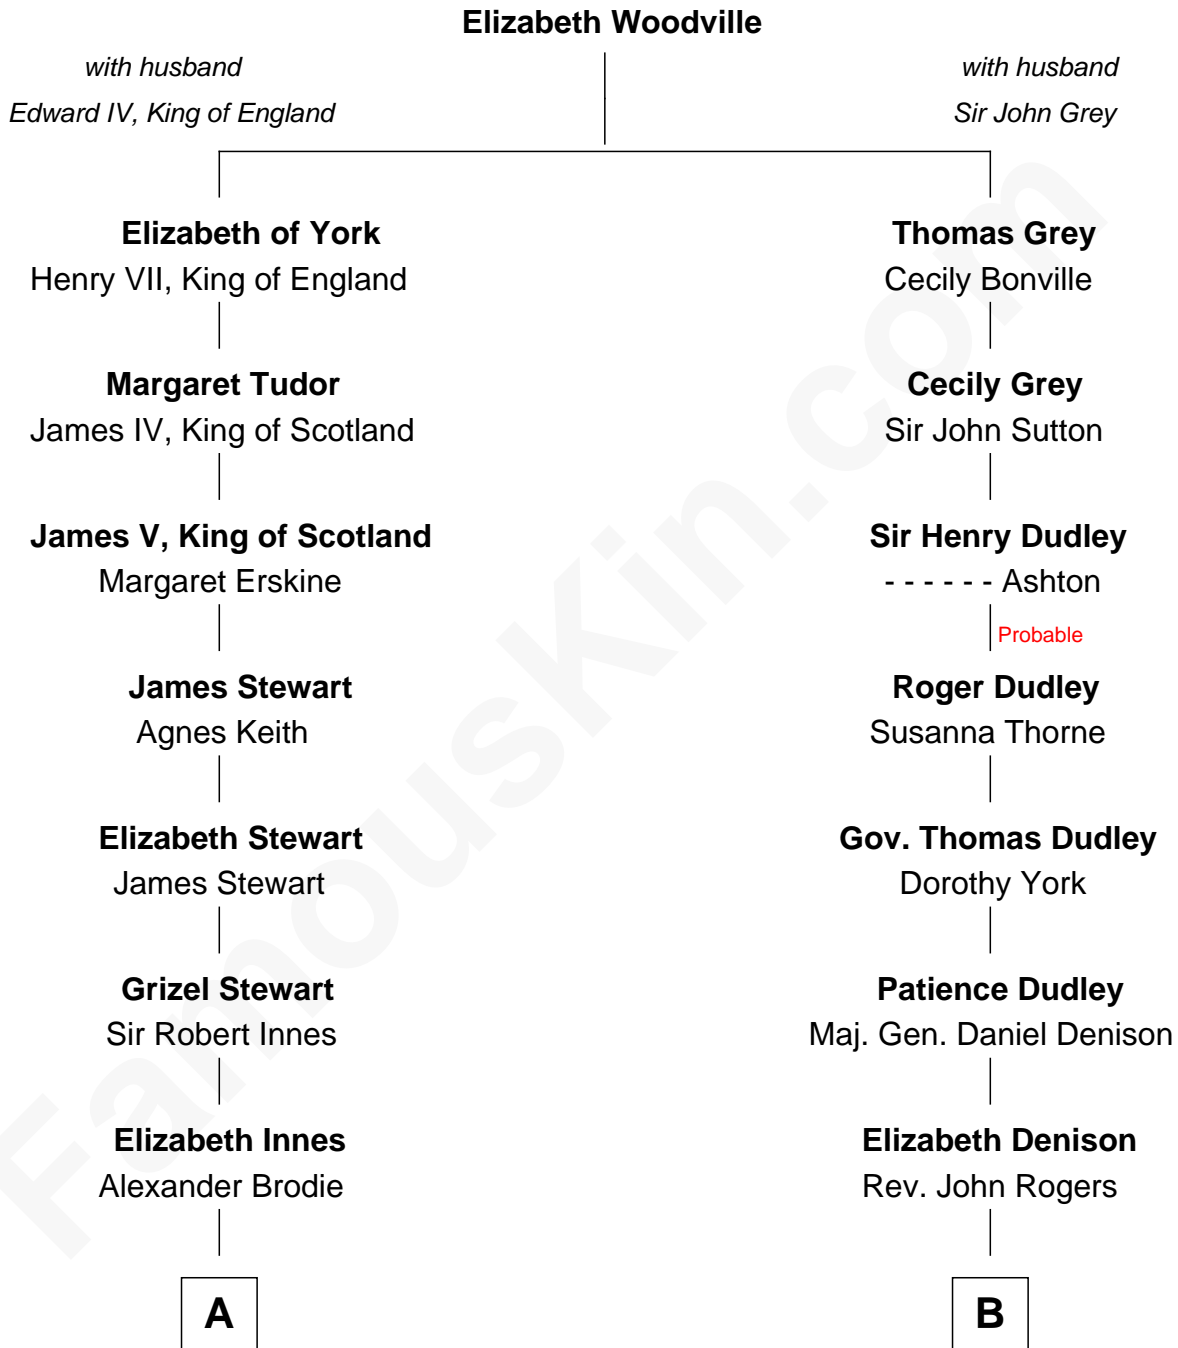 Elizabeth Woodville
with husband
Edward IV, King of England
with husband
Sir John Grey
Elizabeth of York
Henry VII, King of England
Thomas Grey
Cecily Bonville
Margaret Tudor
James IV, King of Scotland
Cecily Grey
Sir John Sutton
James V, King of Scotland
Margaret Erskine
Sir Henry Dudley
- - - - - - Ashton
Probable
James Stewart
Agnes Keith
Roger Dudley
Susanna Thorne
Elizabeth Stewart
James Stewart
Gov. Thomas Dudley
Dorothy York
Grizel Stewart
Sir Robert Innes
Patience Dudley
Maj. Gen. Daniel Denison
Elizabeth Innes
Alexander Brodie
Elizabeth Denison
Rev. John Rogers
A
B
FamousKin.com